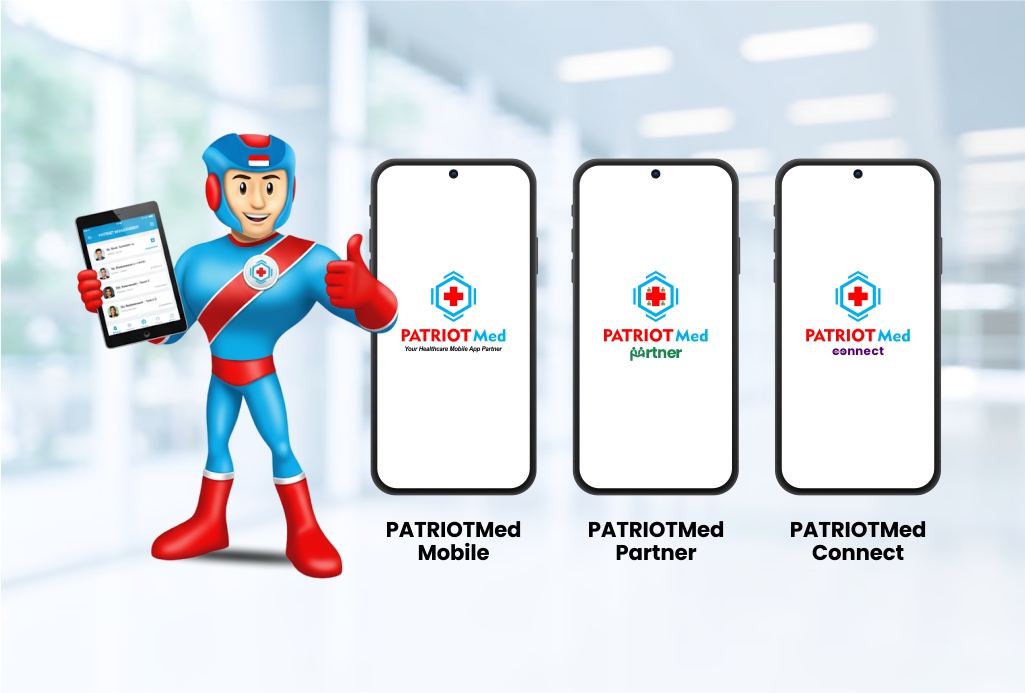 PATIENT MANAGEMENT
PATRIOTMed
Your Healthcare Mobile App Partner
PATRIOTMed
partner
PATRIOTMed
connect
PATRIOTMed
Mobile
PATRIOTMed
Partner
PATRIOTMed
Connect